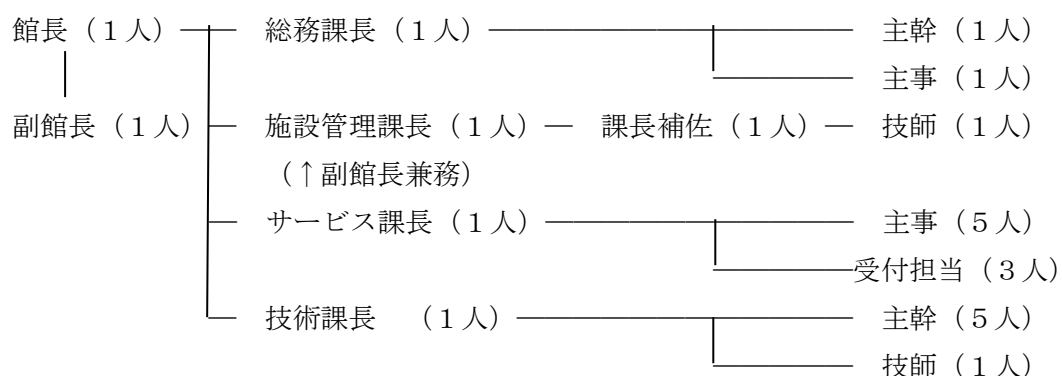 館長（１人） 総務課長（１人） 主幹（１人）
主事（１人）
副館長（１人） 施設管理課長（１人） 課長補佐（１人） 技師（１人）
（↑副館長兼務）
サービス課長（１人） 主事（５人）
受付担当（３人）
技術課長　（１人） 主幹（５人）
技師（１人）